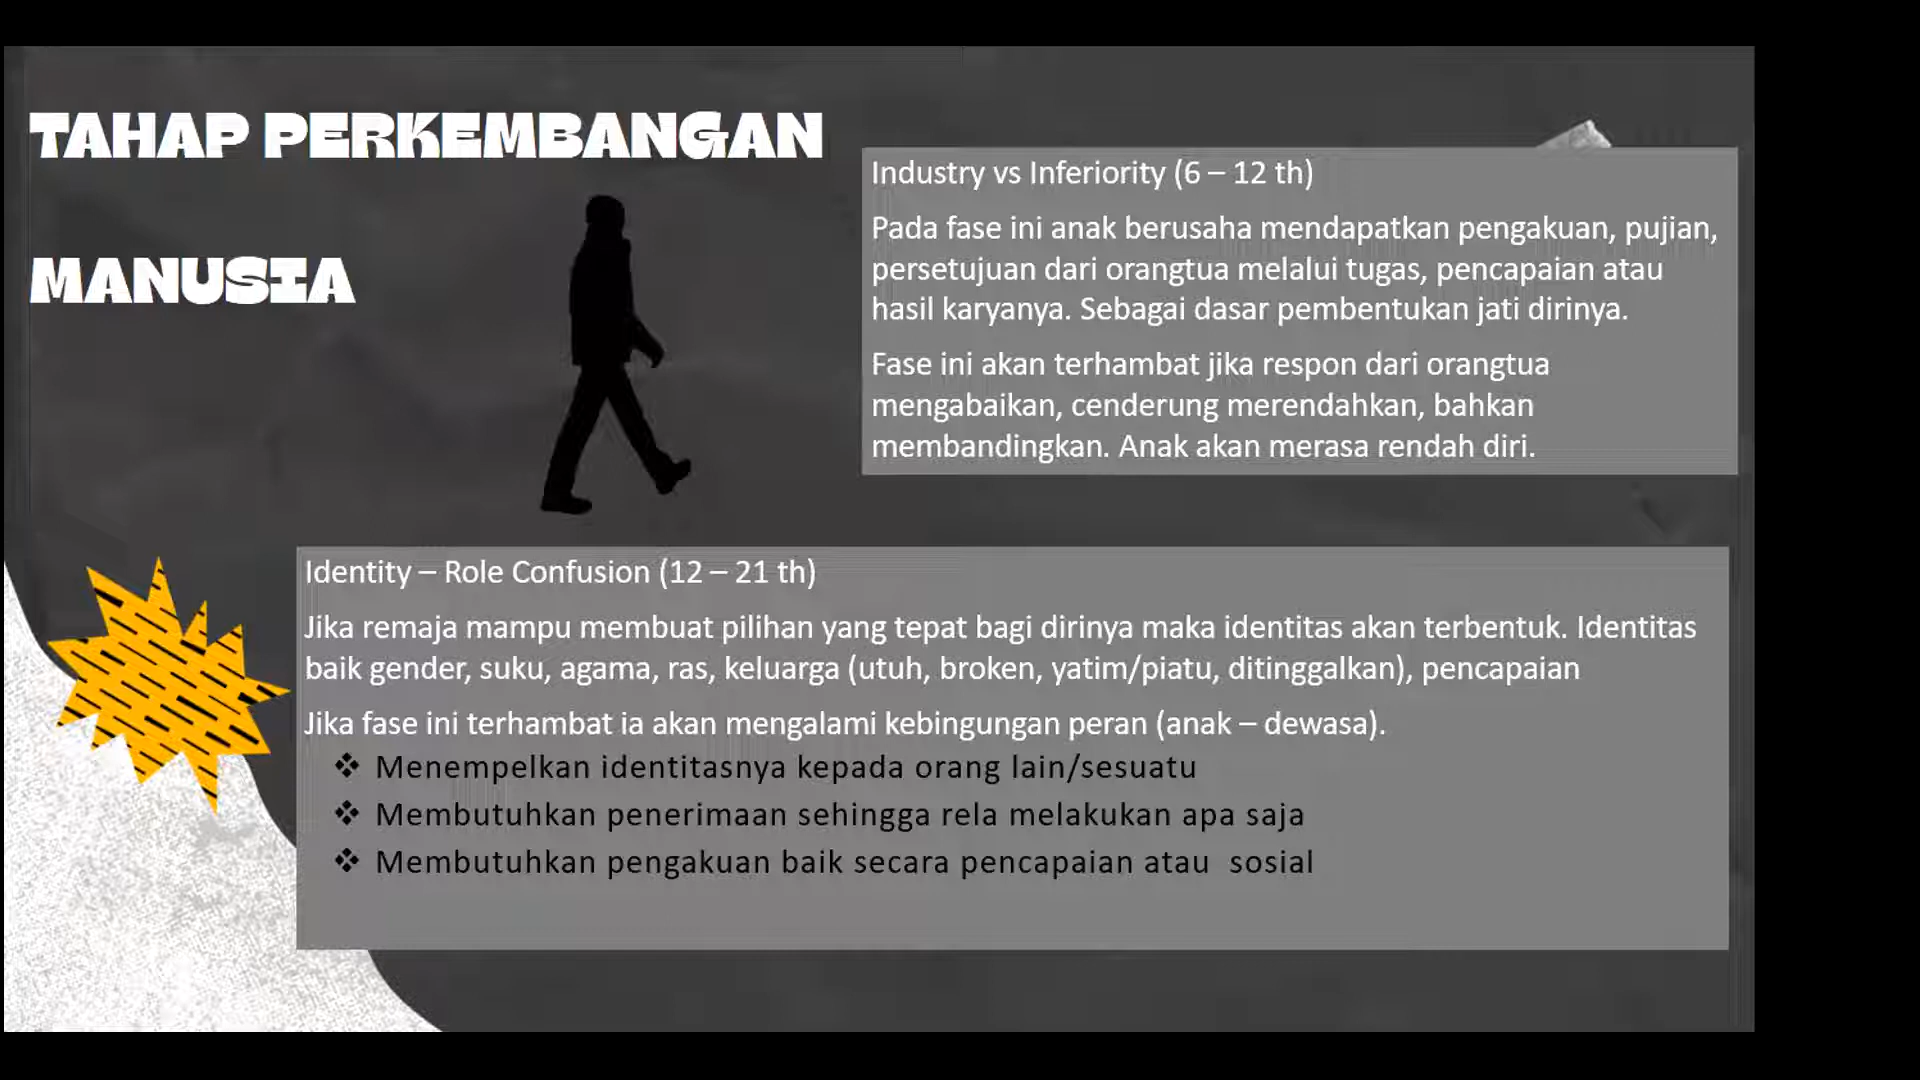 TAHAP PERKEMBANGAN
MANUSIA
Industry vs Inferiority (6 – 12 th)
Pada fase ini anak berusaha mendapatkan pengakuan, pujian,
persetujuan dari orangtua melalui tugas, pencapaian atau
hasil karyanya. Sebagai dasar pembentukan jati dirinya.
Fase ini akan terhambat jika respon dari orangtua
mengabaikan, cenderung merendahkan, bahkan
membandingkan. Anak akan merasa rendah diri.
Identity – Role Confusion (12 – 21 th)
Jika remaja mampu membuat pilihan yang tepat bagi dirinya maka identitas akan terbentuk. Identitas
baik gender, suku, agama, ras, keluarga (utuh, broken, yatim/piatu, ditinggalkan), pencapaian
Jika fase ini terhambat ia akan mengalami kebingungan peran (anak – dewasa).
❖ Menempelkan identitasnya kepada orang lain/sesuatu
❖ Membutuhkan penerimaan sehingga rela melakukan apa saja
❖ Membutuhkan pengakuan baik secara pencapaian atau  sosial